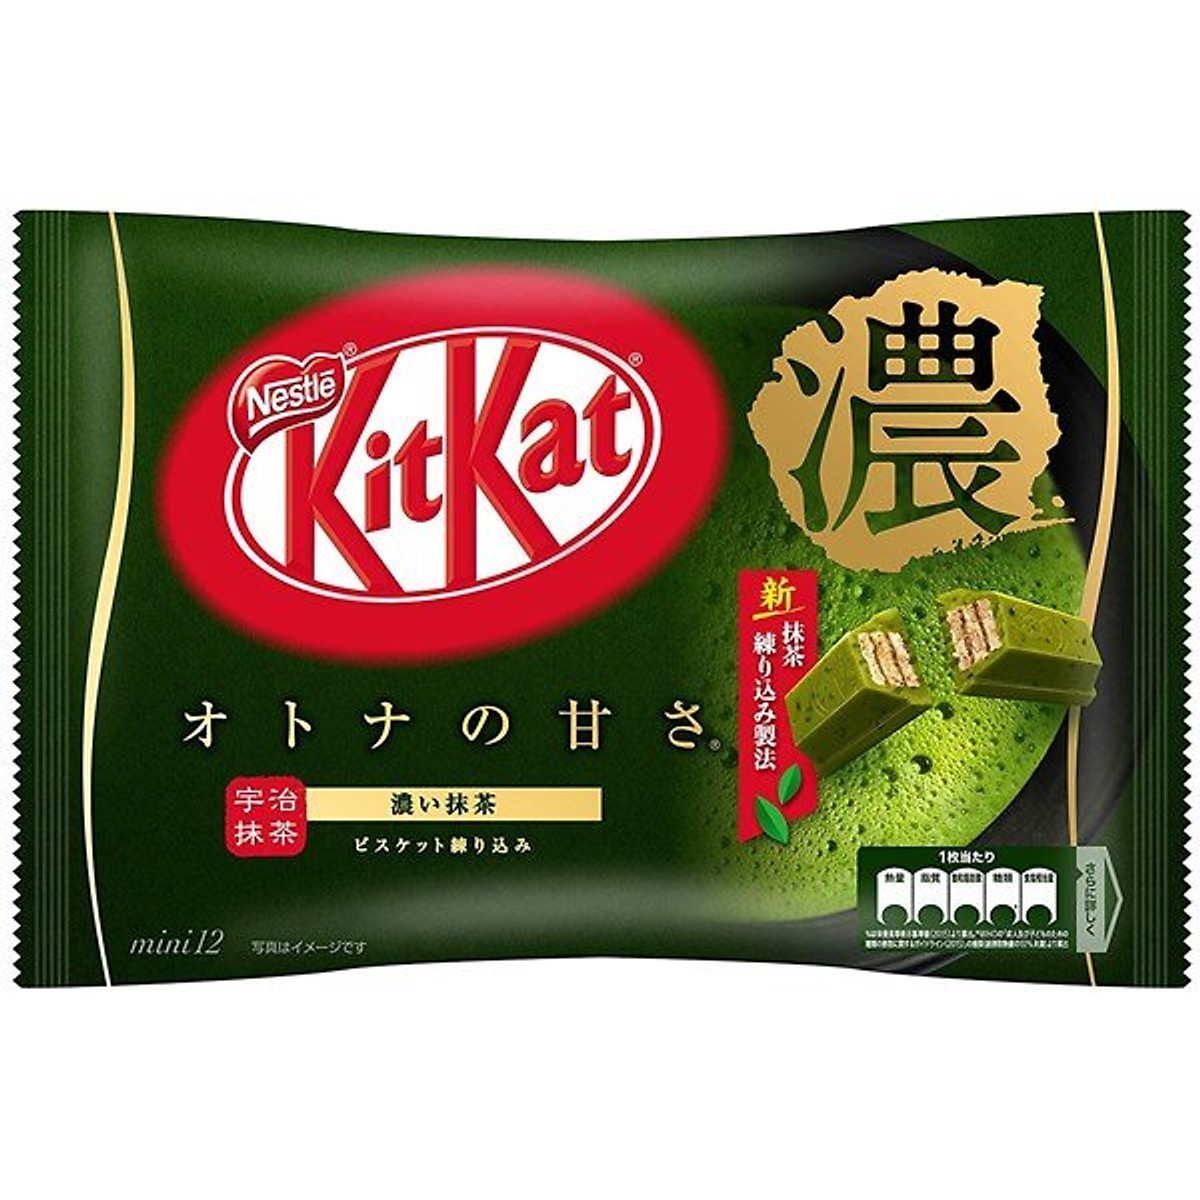 Nestlé®
KitKat®
濃
新
抹茶
練り込み製法
オトナの甘さ®
宇治
抹茶
濃い抹茶
ビスケット練り込み
mini12
写真はイメージです
1枚当たり
熱量
脂質
飽和脂肪酸
糖類
食塩相当量
さらに詳しく